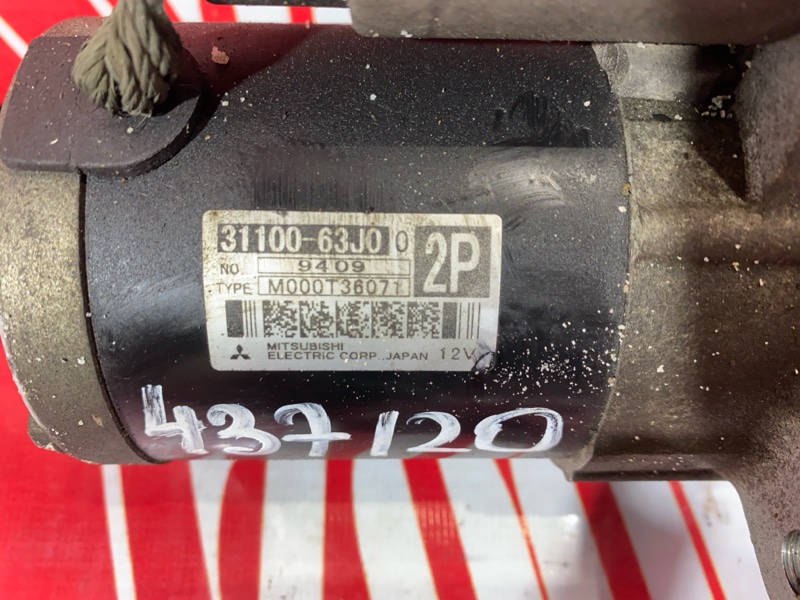 31100-63J0 0
2P
NO. 9409
TYPE M000T36071
MITSUBISHI
ELECTRIC CORP., JAPAN 12V
437120